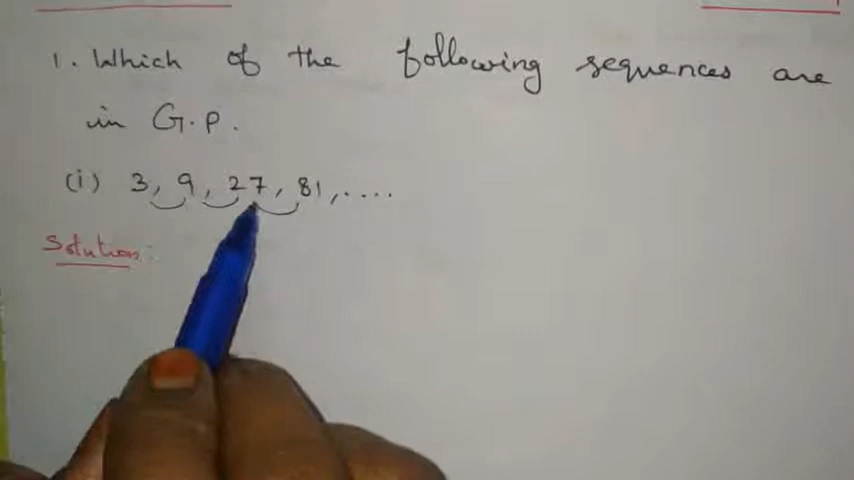 1. Which of the following sequences are
in G.P.
(i) 3, 9, 27, 81, ....
Solution: